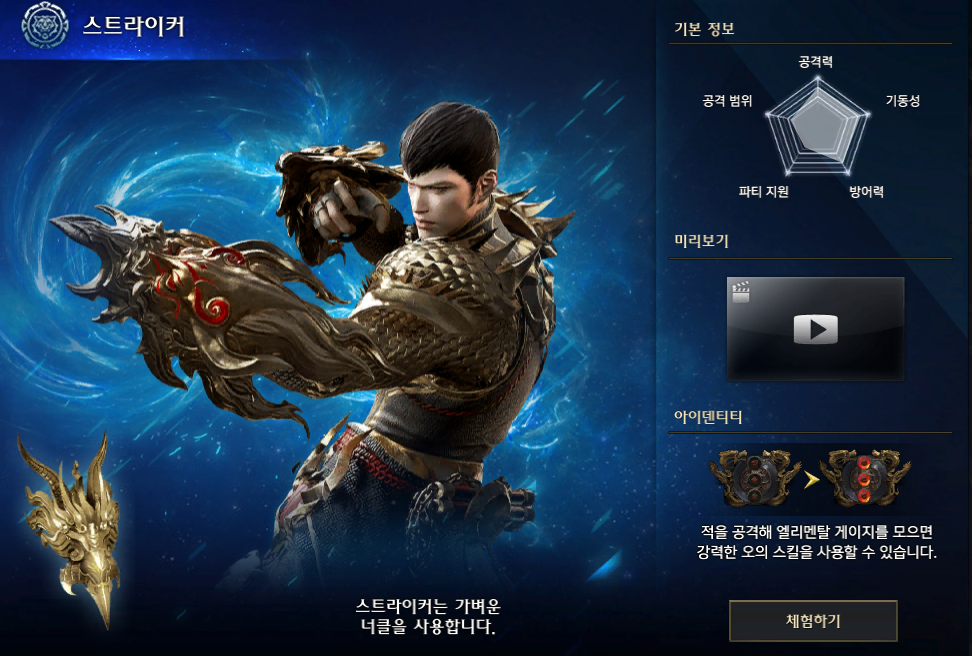 스트라이커
기본 정보
공격력
공격 범위
기동성
파티 지원
방어력
미리보기
아이덴티티
적을 공격해 엘리멘탈 게이지를 모으면
강력한 오의 스킬을 사용할 수 있습니다.
스트라이커는 가벼운
너클을 사용합니다.
체험하기